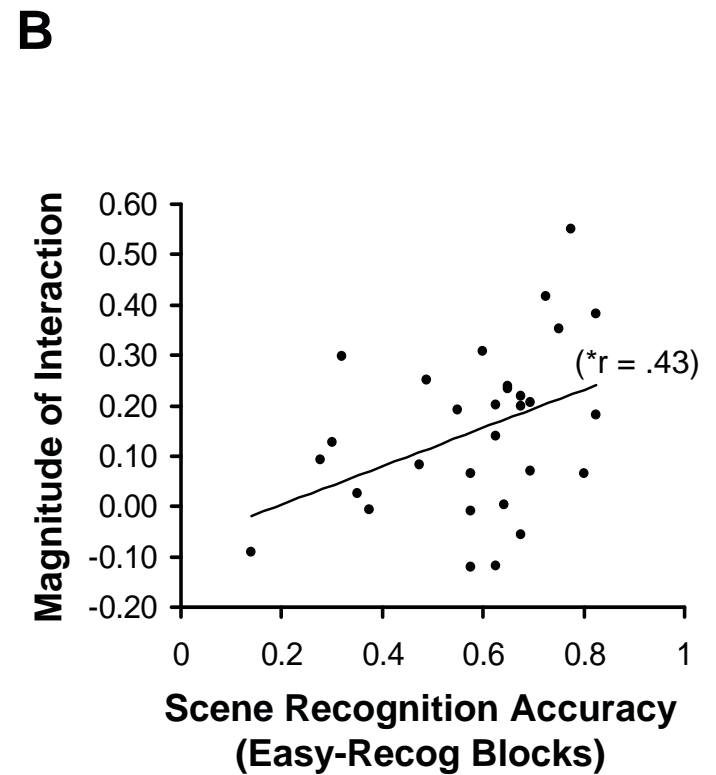 B
Magnitude of Interaction
0.60
0.50
0.40
0.30
0.20
0.10
0.00
-0.10
-0.20
(*r = .43)
0 0.2 0.4 0.6 0.8 1
Scene Recognition Accuracy
(Easy-Recog Blocks)